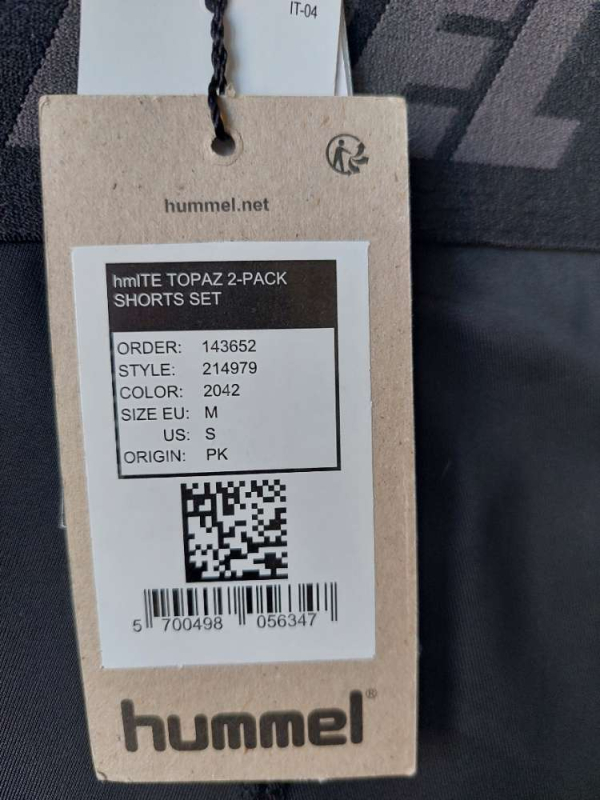 IT-04
EL
hummel.net
hmlTE TOPAZ 2-PACK
SHORTS SET
ORDER: 143652
STYLE: 214979
COLOR: 2042
SIZE EU: M
US: S
ORIGIN: PK
5 700498 056347
hummel®